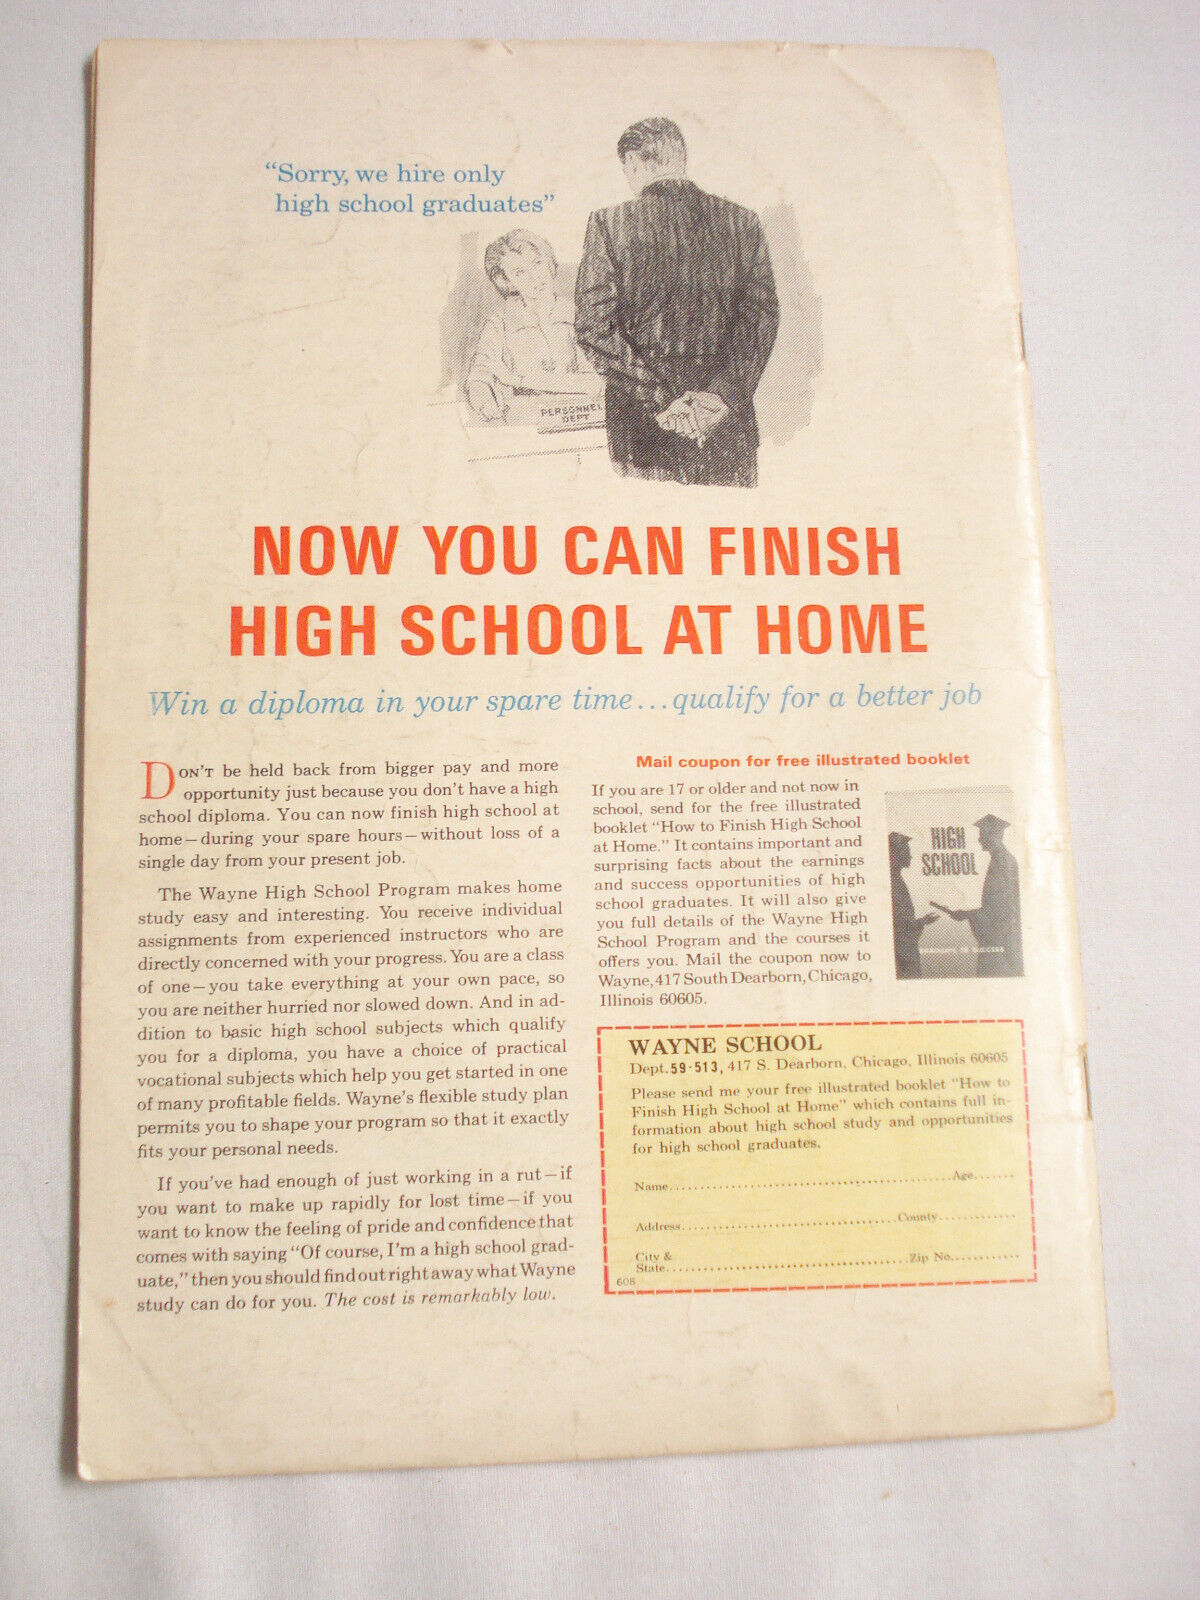 "Sorry, we hire only
high school graduates"
PERSONNEL
DEPT
NOW YOU CAN FINISH
HIGH SCHOOL AT HOME
Win a diploma in your spare time...qualify for a better job
DON'T be held back from bigger pay and more
opportunity just because you don't have a high
school diploma. You can now finish high school at
home—during your spare hours—without loss of a
single day from your present job.
The Wayne High School Program makes home
study easy and interesting. You receive individual
assignments from experienced instructors who are
directly concerned with your progress. You are a class
of one—you take everything at your own pace, so
you are neither hurried nor slowed down. And in ad-
dition to basic high school subjects which qualify
you for a diploma, you have a choice of practical
vocational subjects which help you get started in one
of many profitable fields. Wayne's flexible study plan
permits you to shape your program so that it exactly
fits your personal needs.
If you've had enough of just working in a rut—if
you want to make up rapidly for lost time—if you
want to know the feeling of pride and confidence that
comes with saying "Of course, I'm a high school grad-
uate," then you should find out right away what Wayne
study can do for you. The cost is remarkably low.
Mail coupon for free illustrated booklet
If you are 17 or older and not now in
school, send for the free illustrated
booklet "How to Finish High School
at Home." It contains important and
surprising facts about the earnings
and success opportunities of high
school graduates. It will also give
you full details of the Wayne High
School Program and the courses it
offers you. Mail the coupon now to
Wayne, 417 South Dearborn, Chicago,
Illinois 60605.
HIGH
SCHOOL
TO SUCCESS
WAYNE SCHOOL
Dept. 59-513, 417 S. Dearborn, Chicago, Illinois 60605
Please send me your free illustrated booklet "How to
Finish High School at Home" which contains full in-
formation about high school study and opportunities
for high school graduates.
Name.....Age.....
Address.....County.....
City &
State.....Zip No.....
608